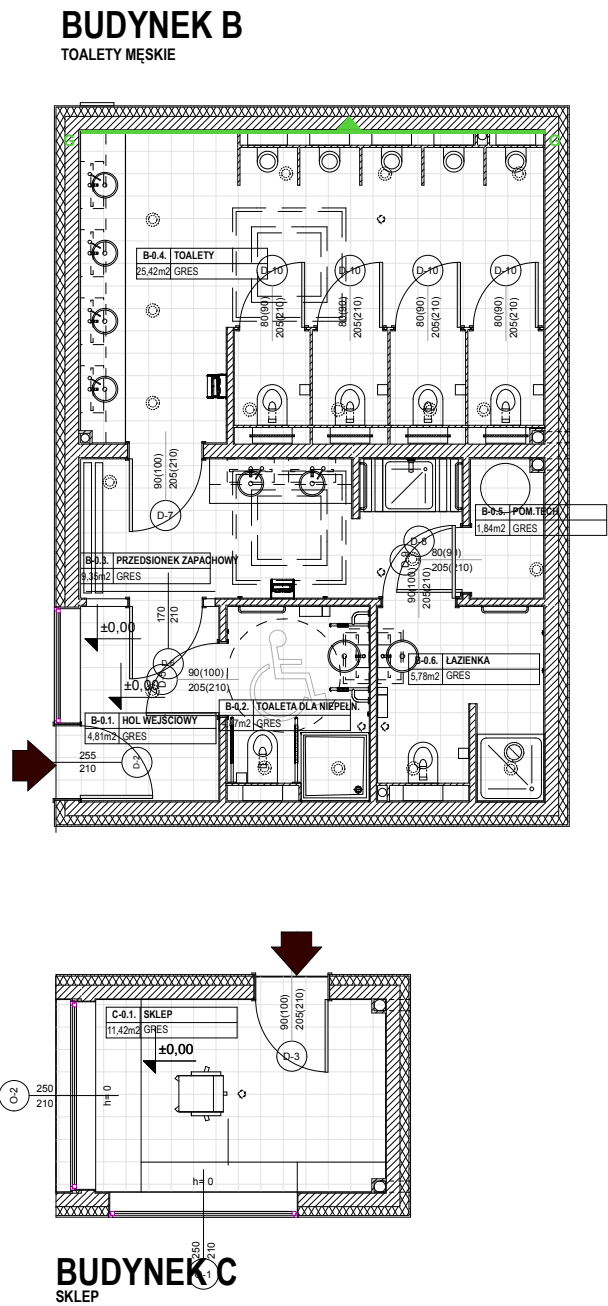 BUDYNEK B
TOALETY MĘSKIE
G
G
B-0.4. TOALETY
25,42m2 GRES
D-10
80(90)
205(210)
D-10
80(90)
205(210)
D-10
80(90)
205(210)
D-10
80(90)
205(210)
90(100)
205(210)
D-7
B-0.5. POM.TECH
1,84m2 GRES
D-8
80(90)
205(210)
90(100)
205(210)
B-0.3. PRZEDSIONEK ZAPACHOWY
9,35m2 GRES
170
210
±0,00
±0,00
90(100)
205(210)
B-0.6. ŁAZIENKA
5,78m2 GRES
B-0.2. TOALETA DLA NIEPEŁN.
GRES
B-0.1. HOL WEJŚCIOWY
4,81m2 GRES
255
210
D-2
C-0.1. SKLEP
11,42m2 GRES
±0,00
90(100)
205(210)
D-3
O-2
250
210
h= 0
h= 0
250
210
BUDYNEK C
SKLEP